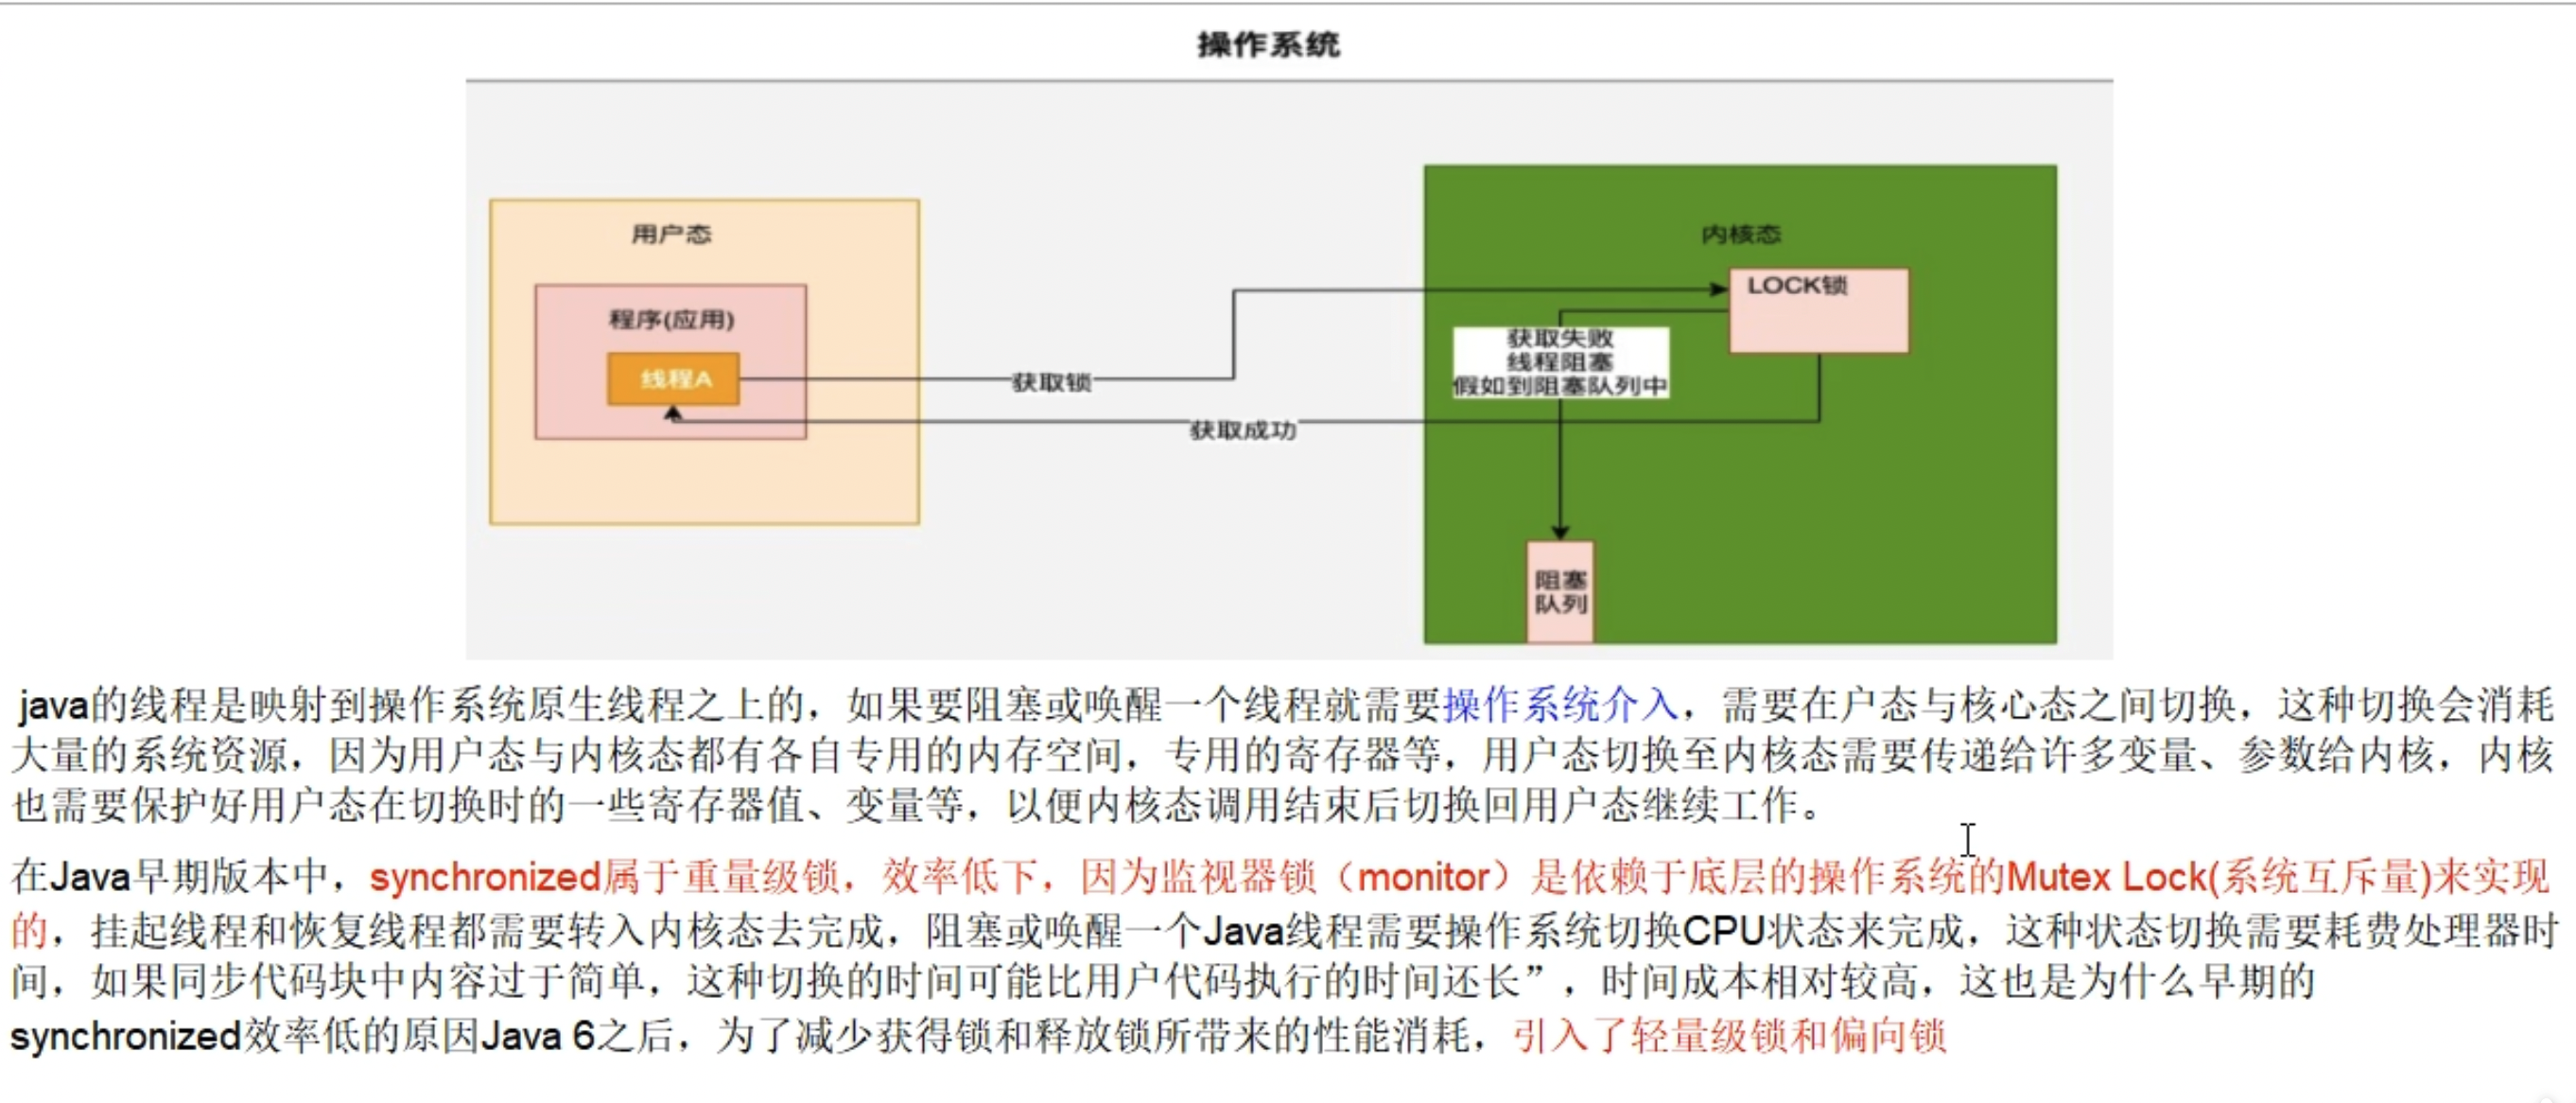 操作系统
用户态
内核态
LOCK锁
程序(应用)
获取失败
线程阻塞
假如到阻塞队列中
线程A
获取锁
获取成功
阻塞
队列
java的线程是映射到操作系统原生线程之上的，如果要阻塞或唤醒一个线程就需要操作系统介入，需要在户态与核心态之间切换，这种切换会消耗
大量的系统资源，因为用户态与内核态都有各自专用的内存空间，专用的寄存器等，用户态切换至内核态需要传递给许多变量、参数给内核，内核
也需要保护好用户态在切换时的一些寄存器值、变量等，以便内核态调用结束后切换回用户态继续工作。
在Java早期版本中，synchronized属于重量级锁，效率低下，因为监视器锁（monitor）是依赖于底层的操作系统的Mutex Lock(系统互斥量)来实现
的，挂起线程和恢复线程都需要转入内核态去完成，阻塞或唤醒一个Java线程需要操作系统切换CPU状态来完成，这种状态切换需要耗费处理器时
间，如果同步代码块中内容过于简单，这种切换的时间可能比用户代码执行的时间还长”，时间成本相对较高，这也是为什么早期的
synchronized效率低的原因Java 6之后，为了减少获得锁和释放锁所带来的性能消耗，引入了轻量级锁和偏向锁